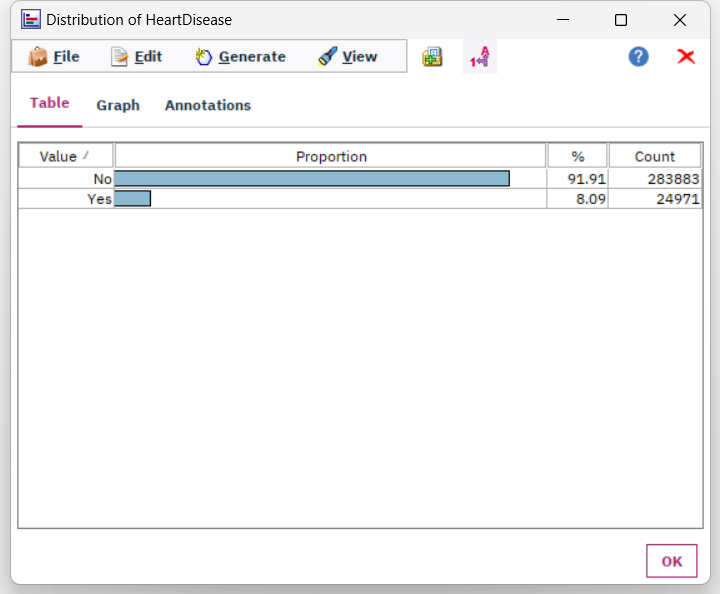 Distribution of HeartDisease
File Edit Generate View
Table Graph Annotations
Value Proportion % Count
No 91.91 283883
Yes 8.09 24971
OK